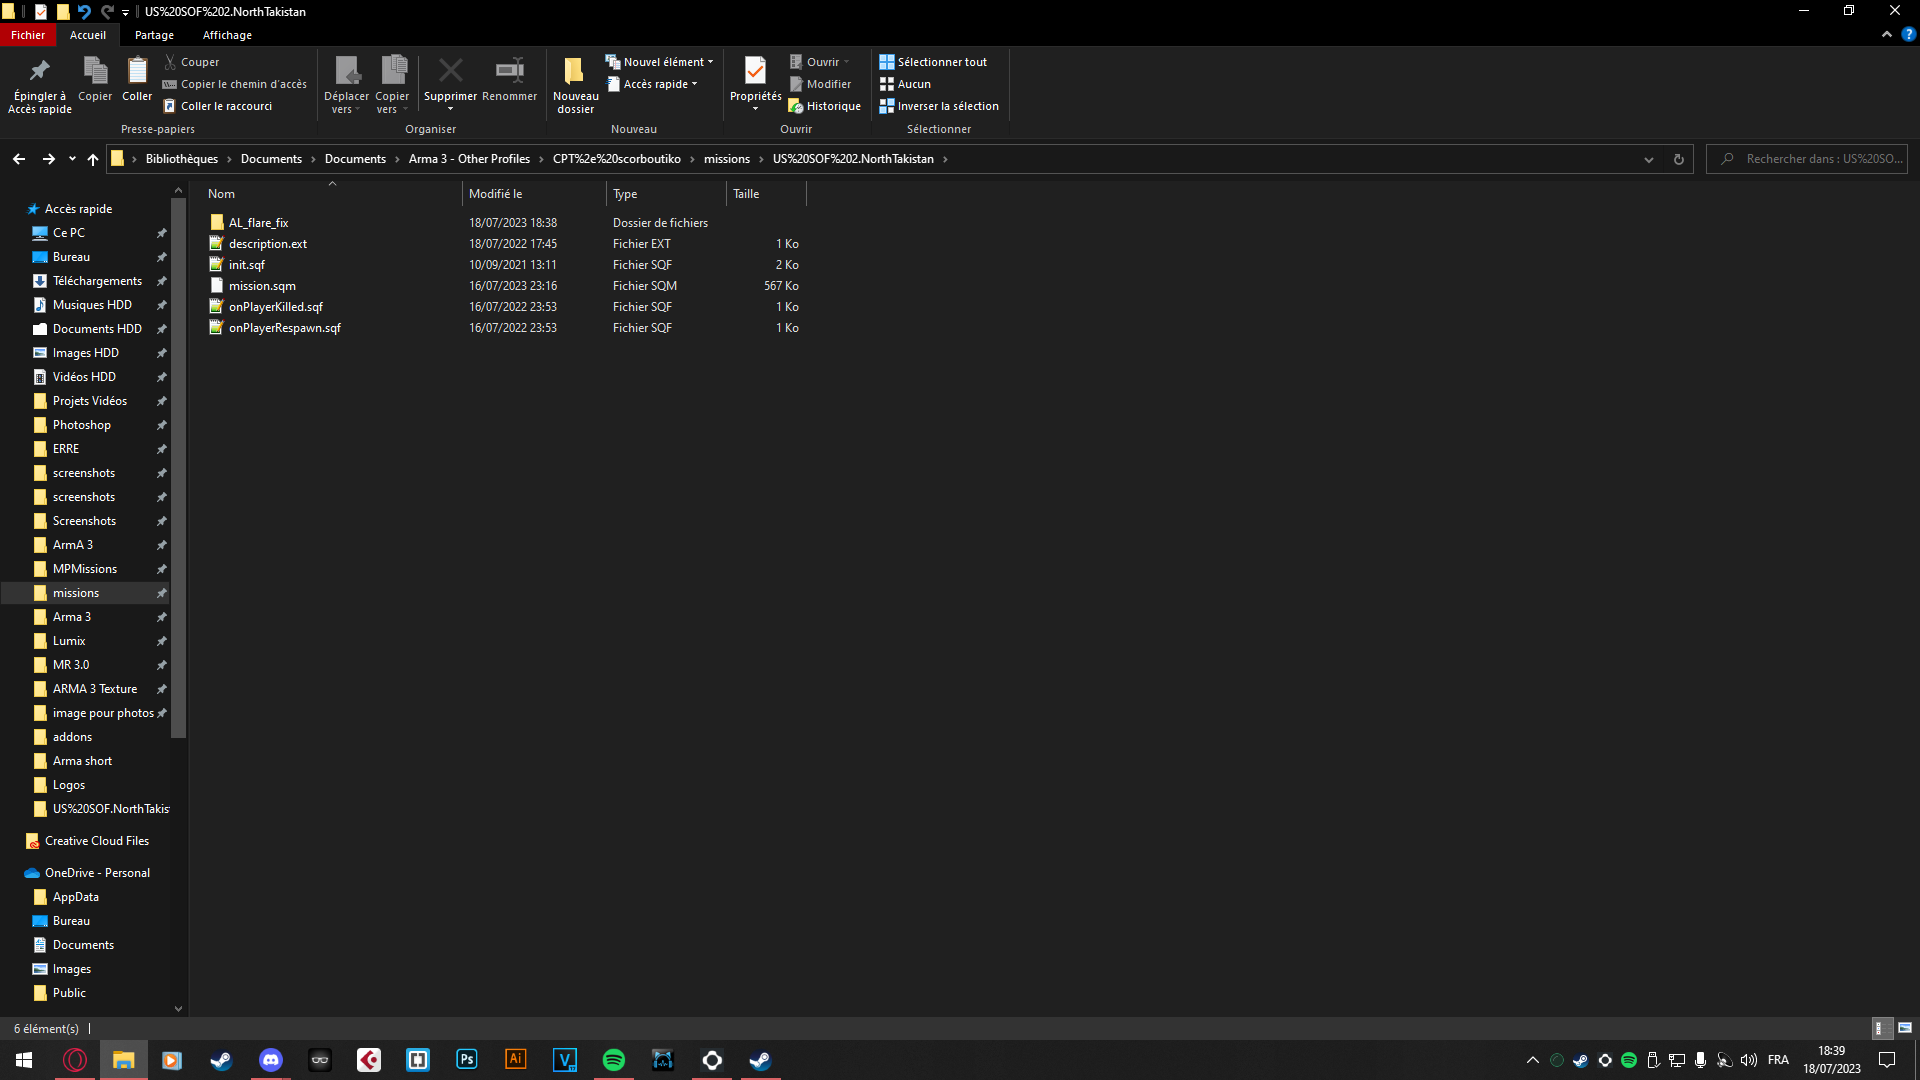 US%20SOF%202.NorthTakistan
Fichier Accueil Partage Affichage
Épingler à Accès rapide
Copier
Coller
Couper
Copier le chemin d'accès
Coller le raccourci
Presse-papiers
Déplacer vers
Copier vers
Supprimer
Renommer
Organiser
Nouveau dossier
Nouvel élément
Accès rapide
Nouveau
Propriétés
Ouvrir
Modifier
Historique
Ouvrir
Sélectionner tout
Aucun
Inverser la sélection
Sélectionner
Bibliothèques › Documents › Documents › Arma 3 - Other Profiles › CPT%2e%20scorboutiko › missions › US%20SOF%202.NorthTakistan ›
Rechercher dans : US%20SO...
Accès rapide
Ce PC
Bureau
Téléchargements
Musiques HDD
Documents HDD
Images HDD
Vidéos HDD
Projets Vidéos
Photoshop
ERRE
screenshots
screenshots
Screenshots
ArmA 3
MPMissions
missions
Arma 3
Lumix
MR 3.0
ARMA 3 Texture
image pour photos
addons
Arma short
Logos
US%20SOF.NorthTakis
Creative Cloud Files
OneDrive - Personal
AppData
Bureau
Documents
Images
Public
Nom Modifié le Type Taille
AL_flare_fix 18/07/2023 18:38 Dossier de fichiers
description.ext 18/07/2022 17:45 Fichier EXT 1 Ko
init.sqf 10/09/2021 13:11 Fichier SQF 2 Ko
mission.sqm 16/07/2023 23:16 Fichier SQM 567 Ko
onPlayerKilled.sqf 16/07/2022 23:53 Fichier SQF 1 Ko
onPlayerRespawn.sqf 16/07/2022 23:53 Fichier SQF 1 Ko
6 élément(s)
Ps
Ai
V
FRA
18:39
18/07/2023